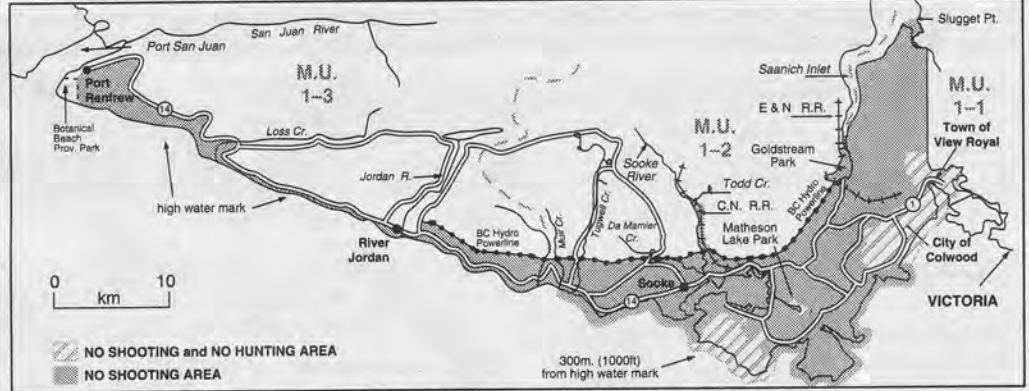 Slugget Pt.
San Juan River
Port San Juan
M.U.
1–3
Saanich Inlet
M.U.
1–1
Port
Renfrew
E & N R.R.
Town of
View Royal
14
Loss Cr.
M.U.
1–2
Goldstream
Park
Botanical
Beach
Prov. Park
Sooke
River
Jordan R.
Todd Cr.
1
high water mark
C.N. R.R.
BC Hydro
Powerline
BC Hydro
Powerline
Muir Cr.
Tugwell Cr.
Da Mamier
Cr.
Matheson
Lake Park
City of
Colwood
River
Jordan
0 10
km
Sooke
14
VICTORIA
NO SHOOTING and NO HUNTING AREA
NO SHOOTING AREA
300m. (1000ft)
from high water mark